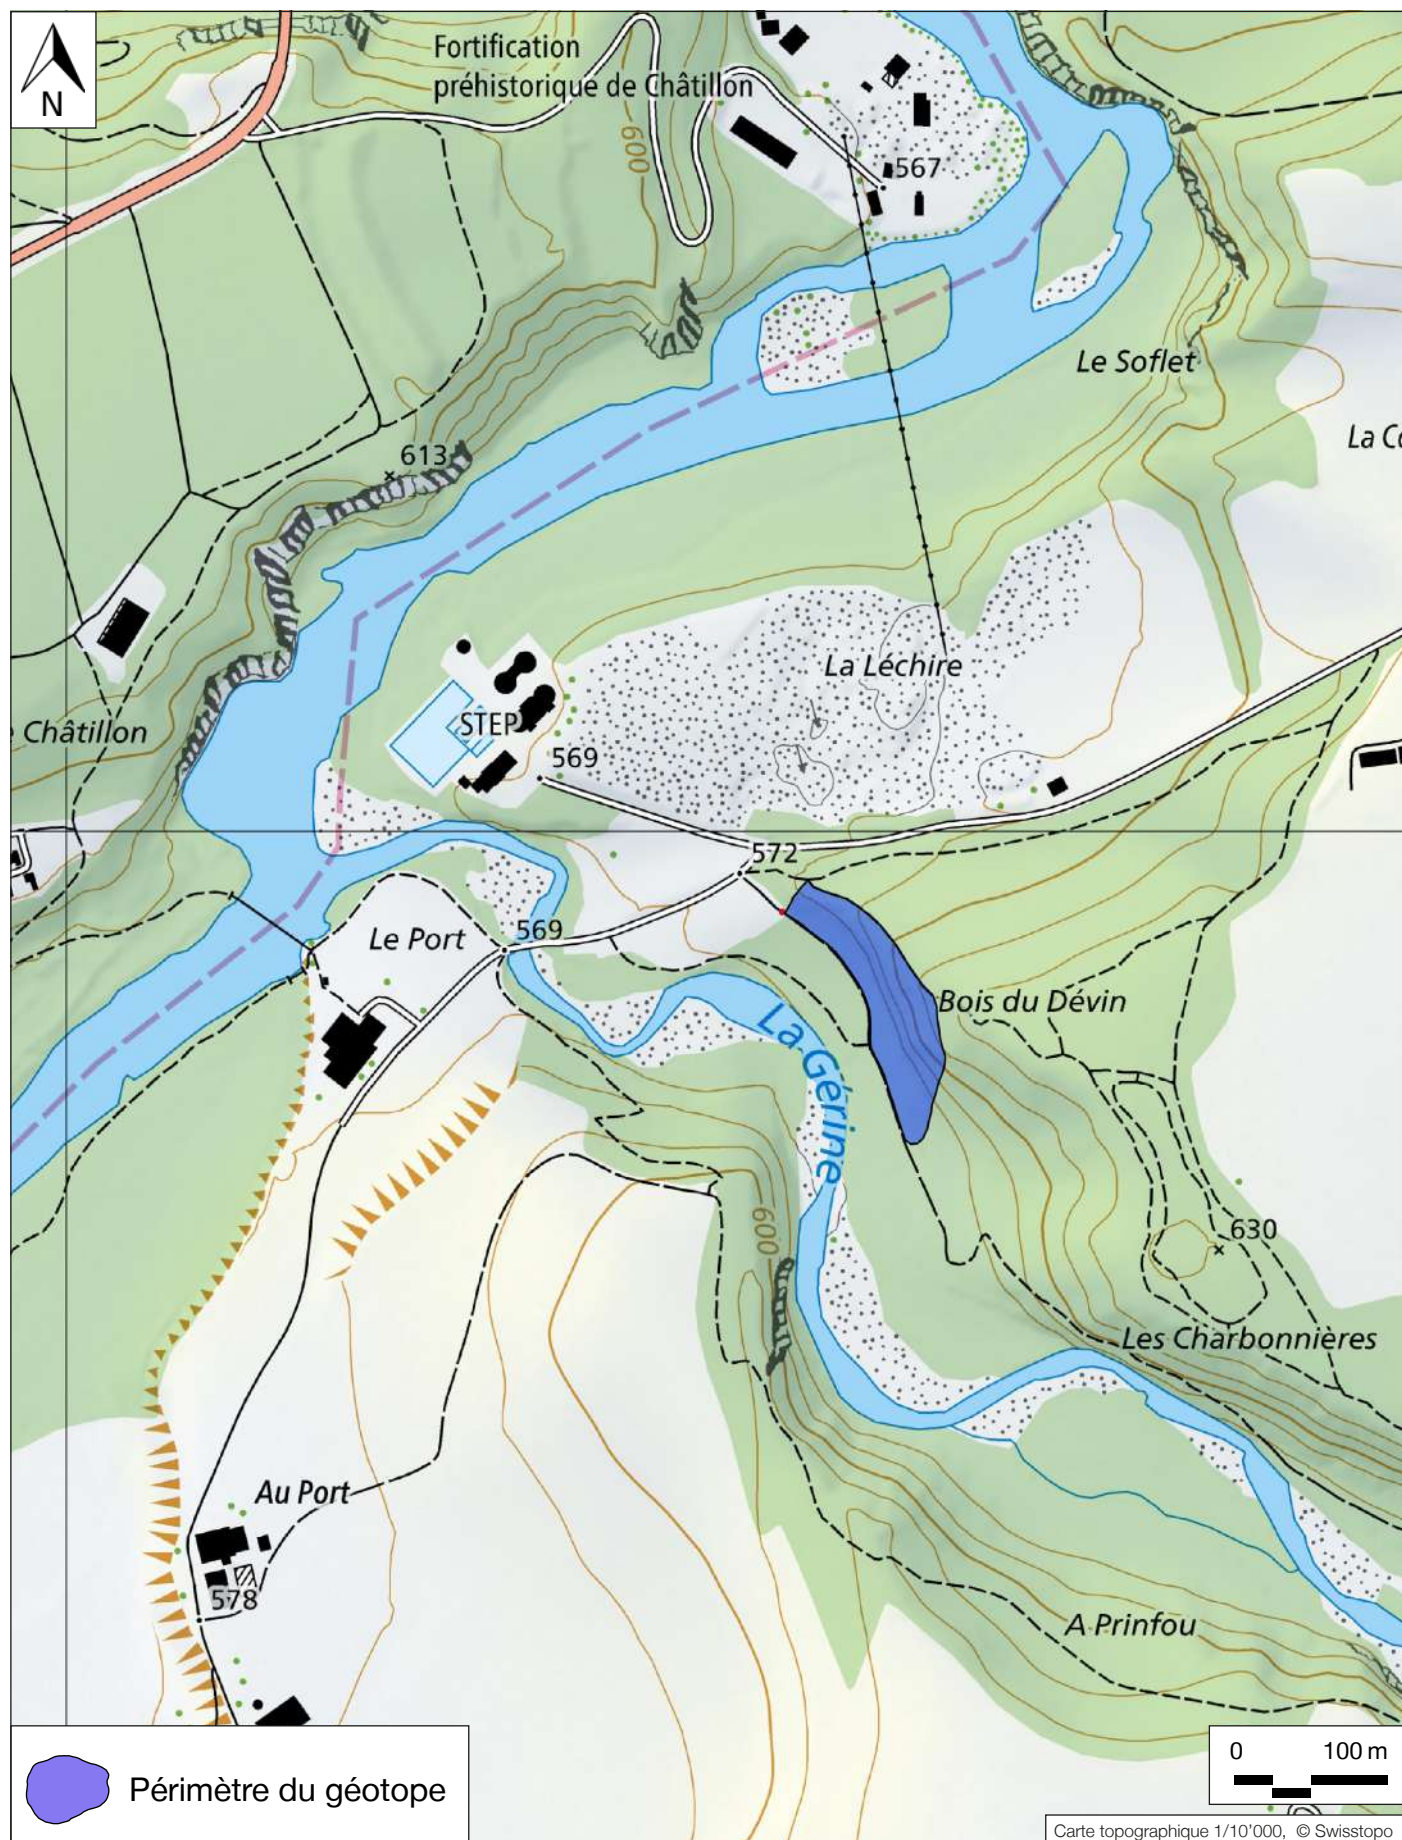 N
Fortification
préhistorique de Châtillon
600
567
Le Soflet
La Co
613
La Léchire
STEP
Châtillon
569
572
Le Port
569
Bois du Dévin
La Gérine
600
630
Les Charbonnières
Au Port
578
A Prinfou
Périmètre du géotope
0 100 m
Carte topographique 1/10'000, © Swisstopo